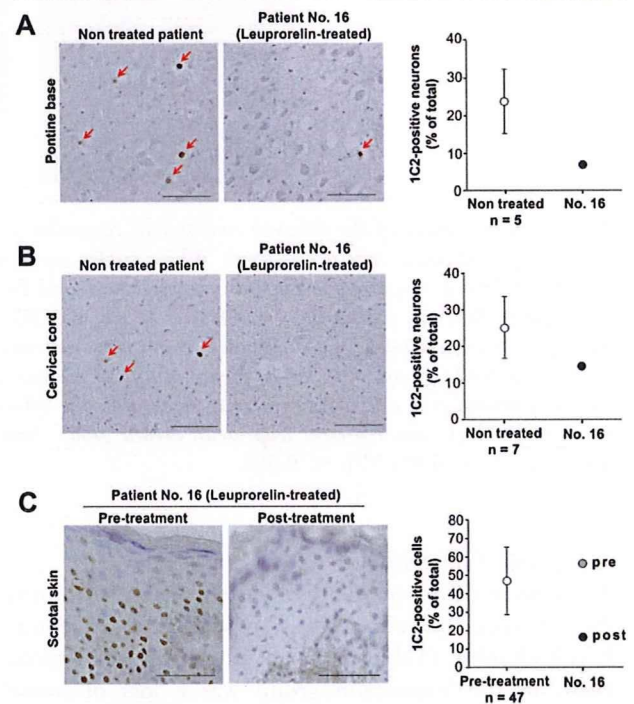 A
Non treated patient
Patient No. 16
(Leuprorelin-treated)
Pontine base
1C2-positive neurons
(% of total)
40
30
20
10
0
Non treated
n = 5
No. 16
B
Non treated patient
Patient No. 16
(Leuprorelin-treated)
Cervical cord
1C2-positive neurons
(% of total)
40
30
20
10
0
Non treated
n = 7
No. 16
C
Patient No. 16 (Leuprorelin-treated)
Pre-treatment
Post-treatment
Scrotal skin
1C2-positive cells
(% of total)
80
70
60
50
40
30
20
10
0
pre
post
Pre-treatment
n = 47
No. 16